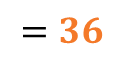 = 36